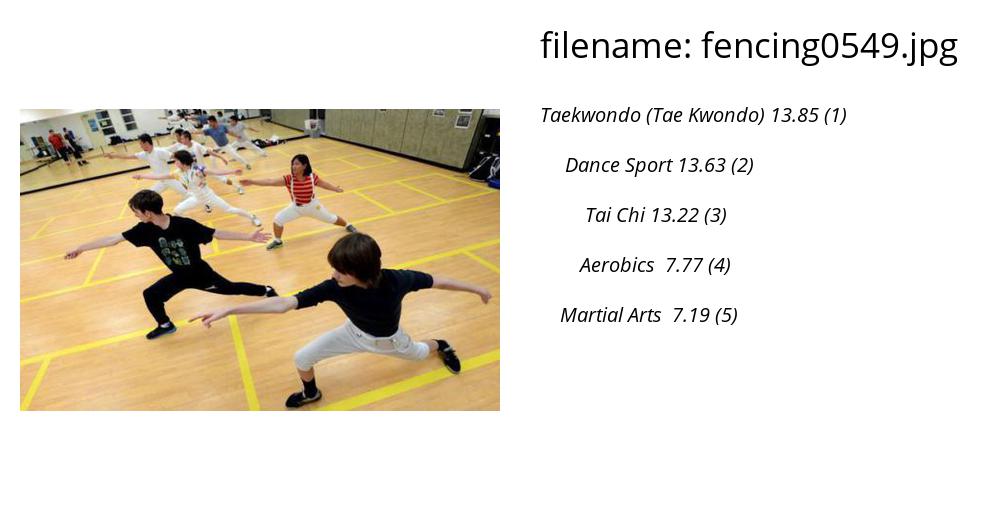 filename: fencing0549.jpg
Taekwondo (Tae Kwondo) 13.85 (1)
Dance Sport 13.63 (2)
Tai Chi 13.22 (3)
Aerobics 7.77 (4)
Martial Arts 7.19 (5)